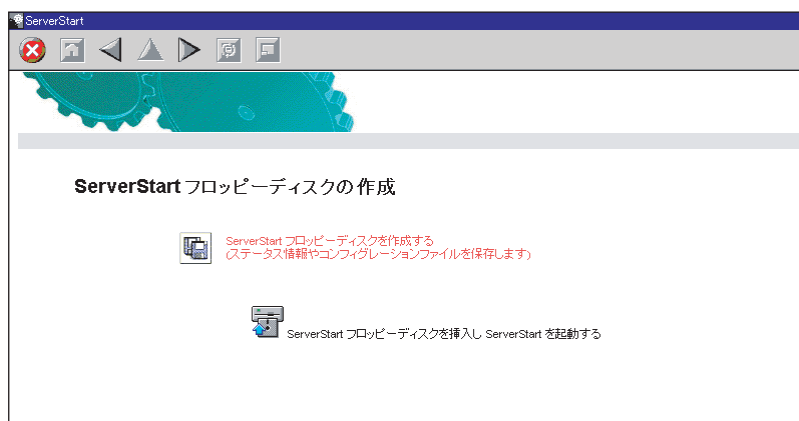 ServerStart
ServerStart フロッピーディスクの作成
ServerStart フロッピーディスクを作成する
(ステータス情報やコンフィグレーションファイルを保存します)
ServerStart フロッピーディスクを挿入し ServerStart を起動する